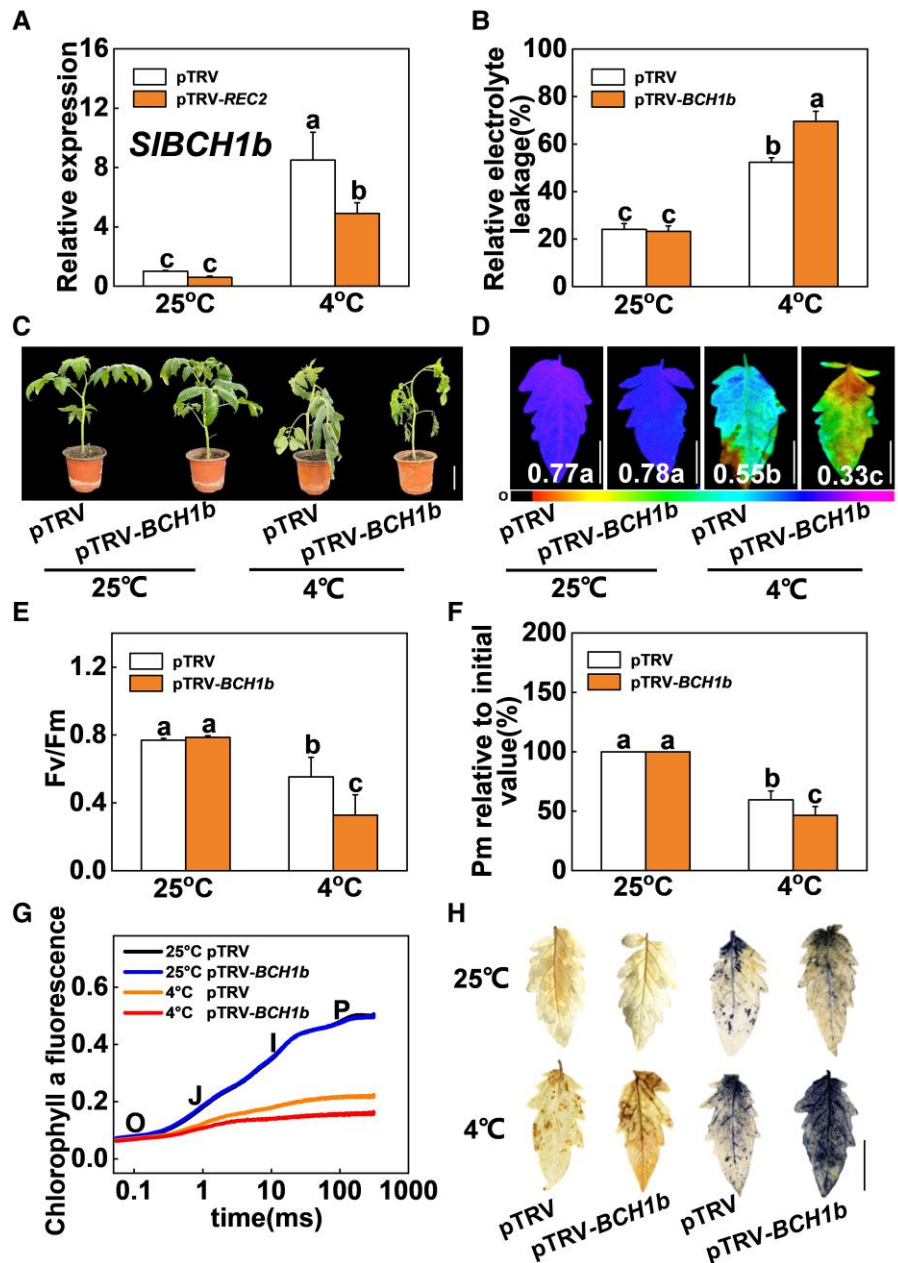 A
Relative expression
16
12
8
4
0
pTRV
pTRV-REC2
SlBCH1b
a
b
c c
25°C 4°C
B
Relative electrolyte
leakage(%)
100
80
60
40
20
0
pTRV
pTRV-BCH1b
a
b
c c
25°C 4°C
C
pTRV
pTRV-BCH1b
pTRV
pTRV-BCH1b
25℃ 4℃
D
0.77a 0.78a 0.55b 0.33c
0
pTRV
pTRV-BCH1b
pTRV
pTRV-BCH1b
25℃ 4℃
E
Fv/Fm
1.2
0.8
0.4
0.0
pTRV
pTRV-BCH1b
a a
b
c
25°C 4°C
F
Pm relative to initial
value(%)
200
150
100
50
0
pTRV
pTRV-BCH1b
a a
b
c
25°C 4°C
G
Chlorophyll a fluorescence
0.6
0.4
0.2
0.0
25°C pTRV
25°C pTRV-BCH1b
4°C pTRV
4°C pTRV-BCH1b
O
J
I
P
0.1 1 10 100 1000
time(ms)
H
25℃
4℃
pTRV
pTRV-BCH1b
pTRV
pTRV-BCH1b